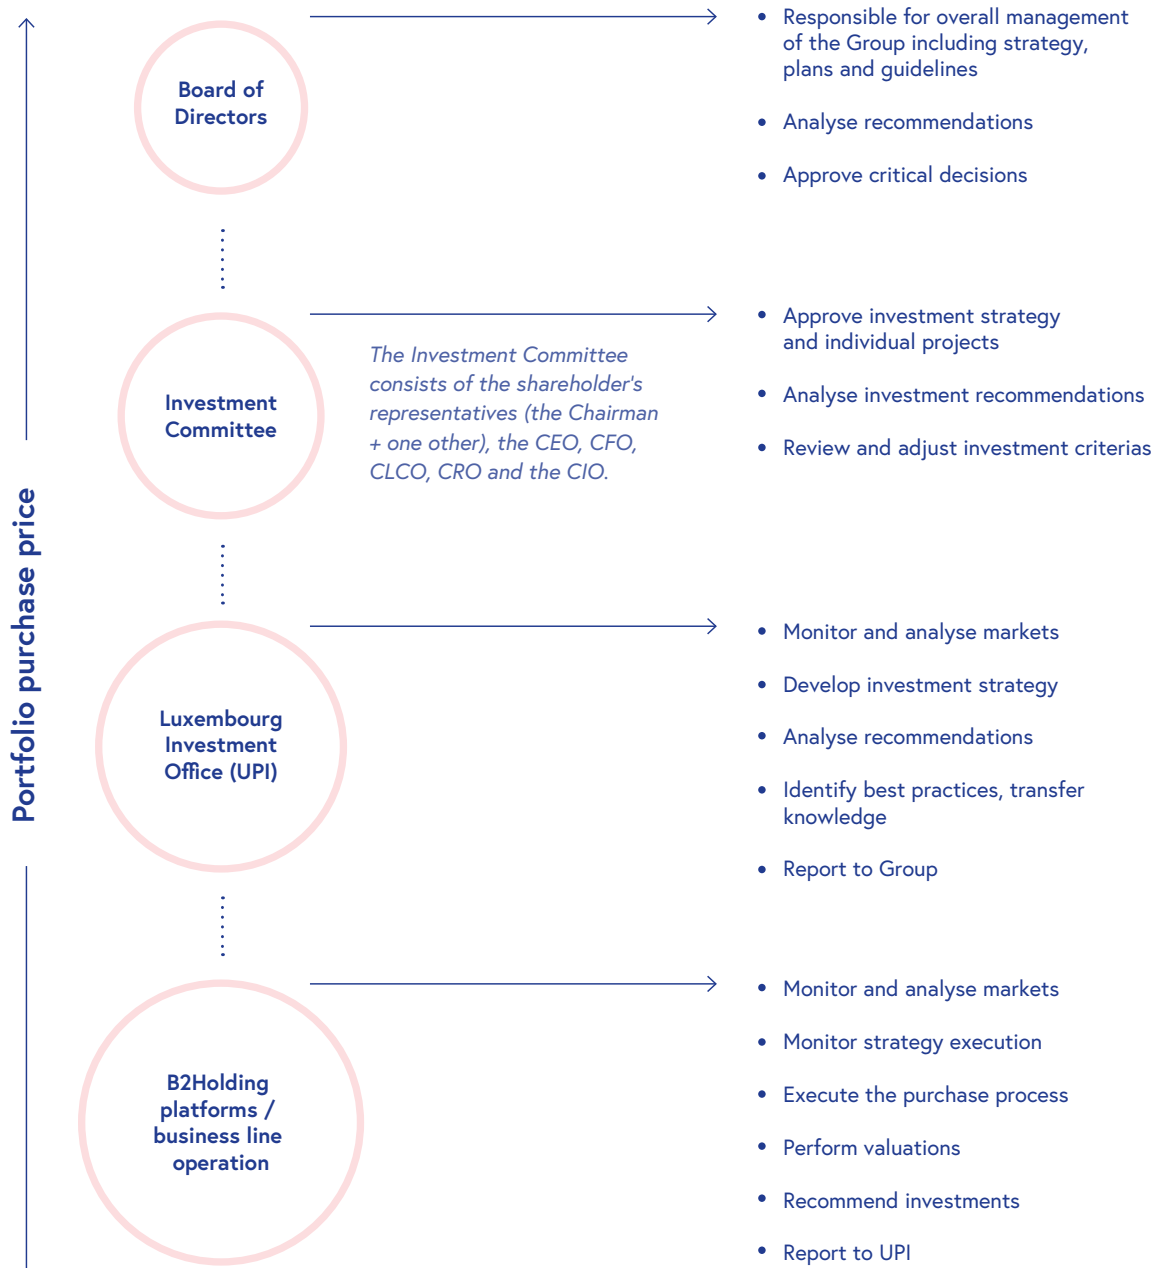 Portfolio purchase price
Board of
Directors
• Responsible for overall management
of the Group including strategy,
plans and guidelines
• Analyse recommendations
• Approve critical decisions
Investment
Committee
The Investment Committee
consists of the shareholder's
representatives (the Chairman
+ one other), the CEO, CFO,
CLCO, CRO and the CIO.
• Approve investment strategy
and individual projects
• Analyse investment recommendations
• Review and adjust investment criterias
Luxembourg
Investment
Office (UPI)
• Monitor and analyse markets
• Develop investment strategy
• Analyse recommendations
• Identify best practices, transfer
knowledge
• Report to Group
B2Holding
platforms /
business line
operation
• Monitor and analyse markets
• Monitor strategy execution
• Execute the purchase process
• Perform valuations
• Recommend investments
• Report to UPI